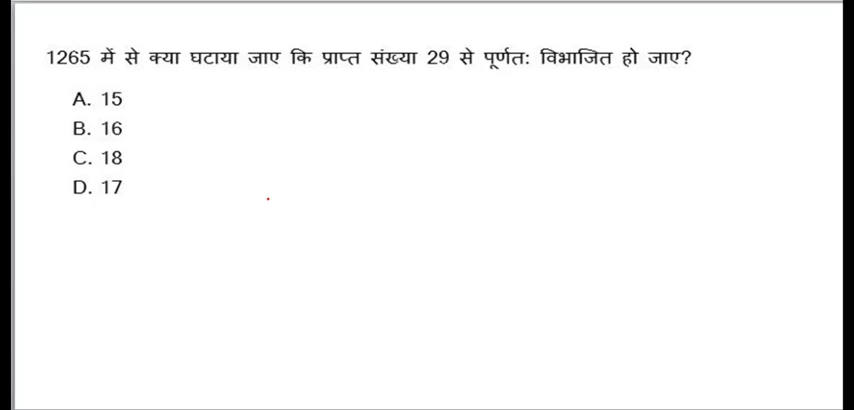 1265 में से क्या घटाया जाए कि प्राप्त संख्या 29 से पूर्णत: विभाजित हो जाए?
A. 15
B. 16
C. 18
D. 17